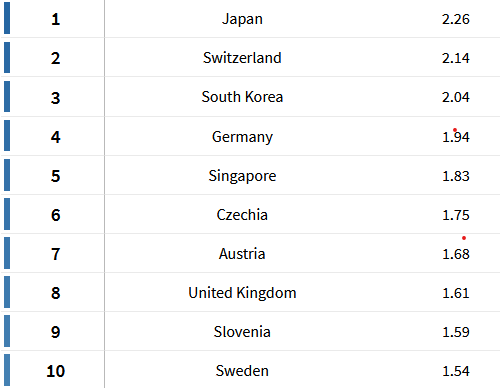 1 Japan 2.26
2 Switzerland 2.14
3 South Korea 2.04
4 Germany 1.94
5 Singapore 1.83
6 Czechia 1.75
7 Austria 1.68
8 United Kingdom 1.61
9 Slovenia 1.59
10 Sweden 1.54